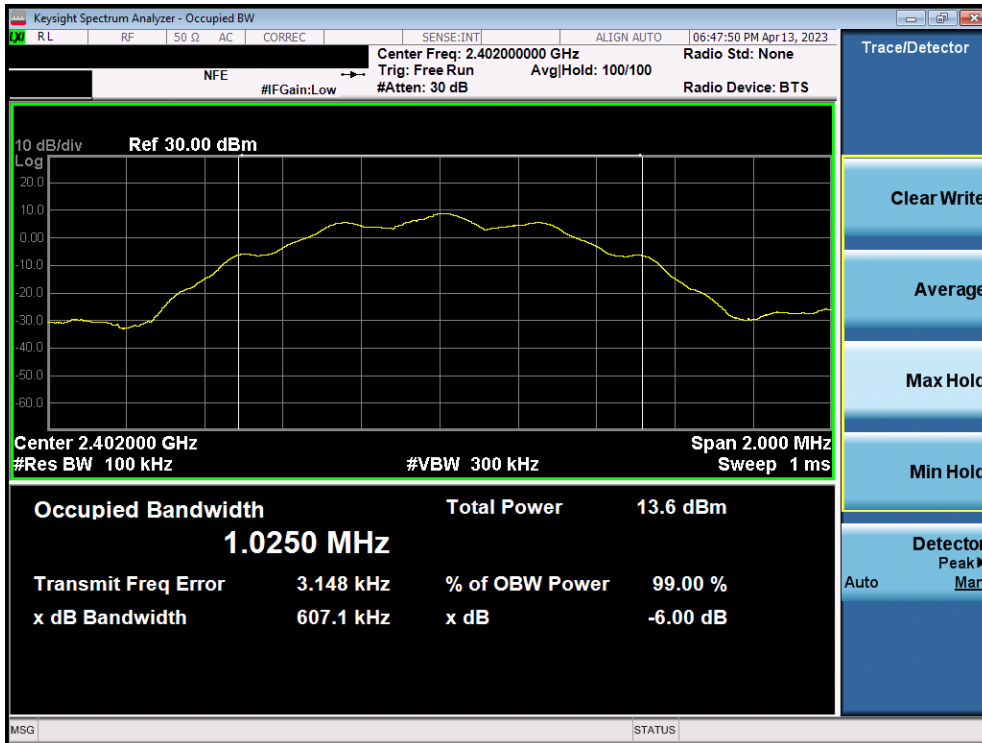 Keysight Spectrum Analyzer - Occupied BW
LXI RL RF 50 Ω AC CORREC SENSE:INT ALIGN AUTO 06:47:50 PM Apr 13, 2023
Center Freq: 2.402000000 GHz Radio Std: None
NFE Trig: Free Run Avg|Hold: 100/100
#IFGain:Low #Atten: 30 dB Radio Device: BTS
10 dB/div Ref 30.00 dBm
Log
20.0
10.0
0.00
-10.0
-20.0
-30.0
-40.0
-50.0
-60.0
Center 2.402000 GHz Span 2.000 MHz
#Res BW 100 kHz #VBW 300 kHz Sweep 1 ms
Occupied Bandwidth Total Power 13.6 dBm
1.0250 MHz
Transmit Freq Error 3.148 kHz % of OBW Power 99.00 %
x dB Bandwidth 607.1 kHz x dB -6.00 dB
Trace/Detector
Clear Write
Average
Max Hold
Min Hold
Detector
Peak▶
Auto Man
MSG STATUS